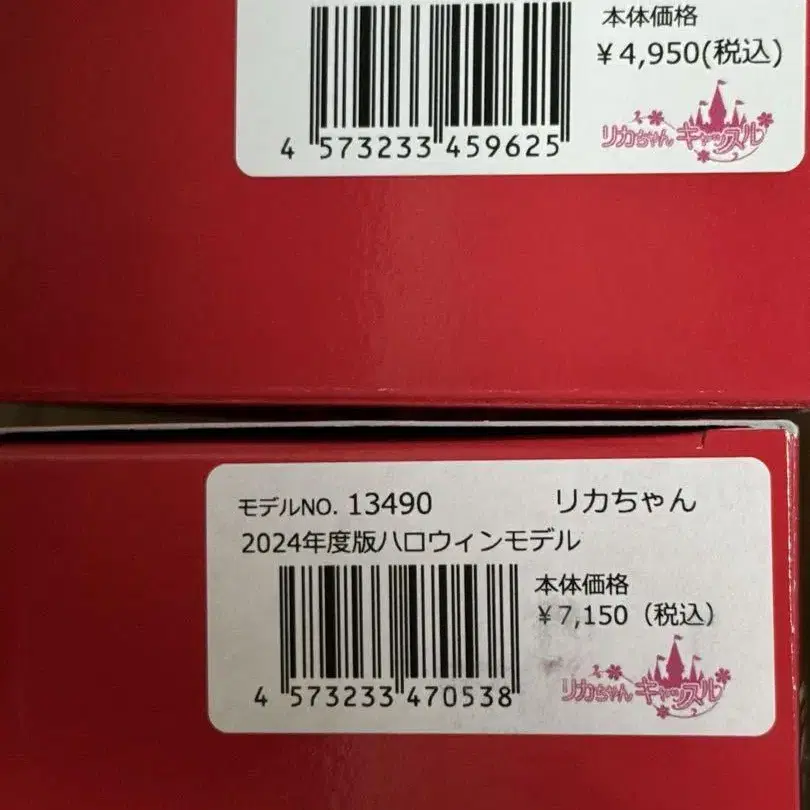 本体価格
¥4,950(税込)
4 573233 459625
リカちゃん キャッスル
モデルNO. 13490 リカちゃん
2024年度版ハロウィンモデル
本体価格
¥7,150 (税込)
4 573233 470538
リカちゃん キャッスル